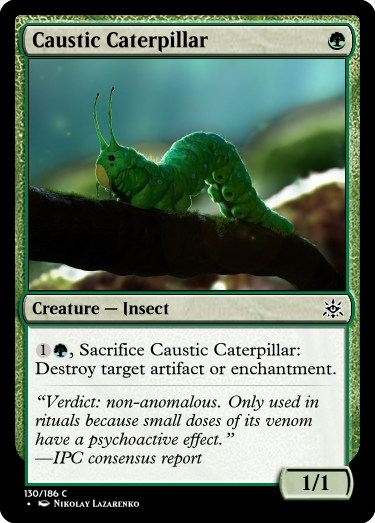 Caustic Caterpillar
Creature — Insect
1, Sacrifice Caustic Caterpillar:
Destroy target artifact or enchantment.
“Verdict: non-anomalous. Only used in
rituals because small doses of its venom
have a psychoactive effect.”
—IPC consensus report
1/1
130/186 C
• Nikolay Lazarenko